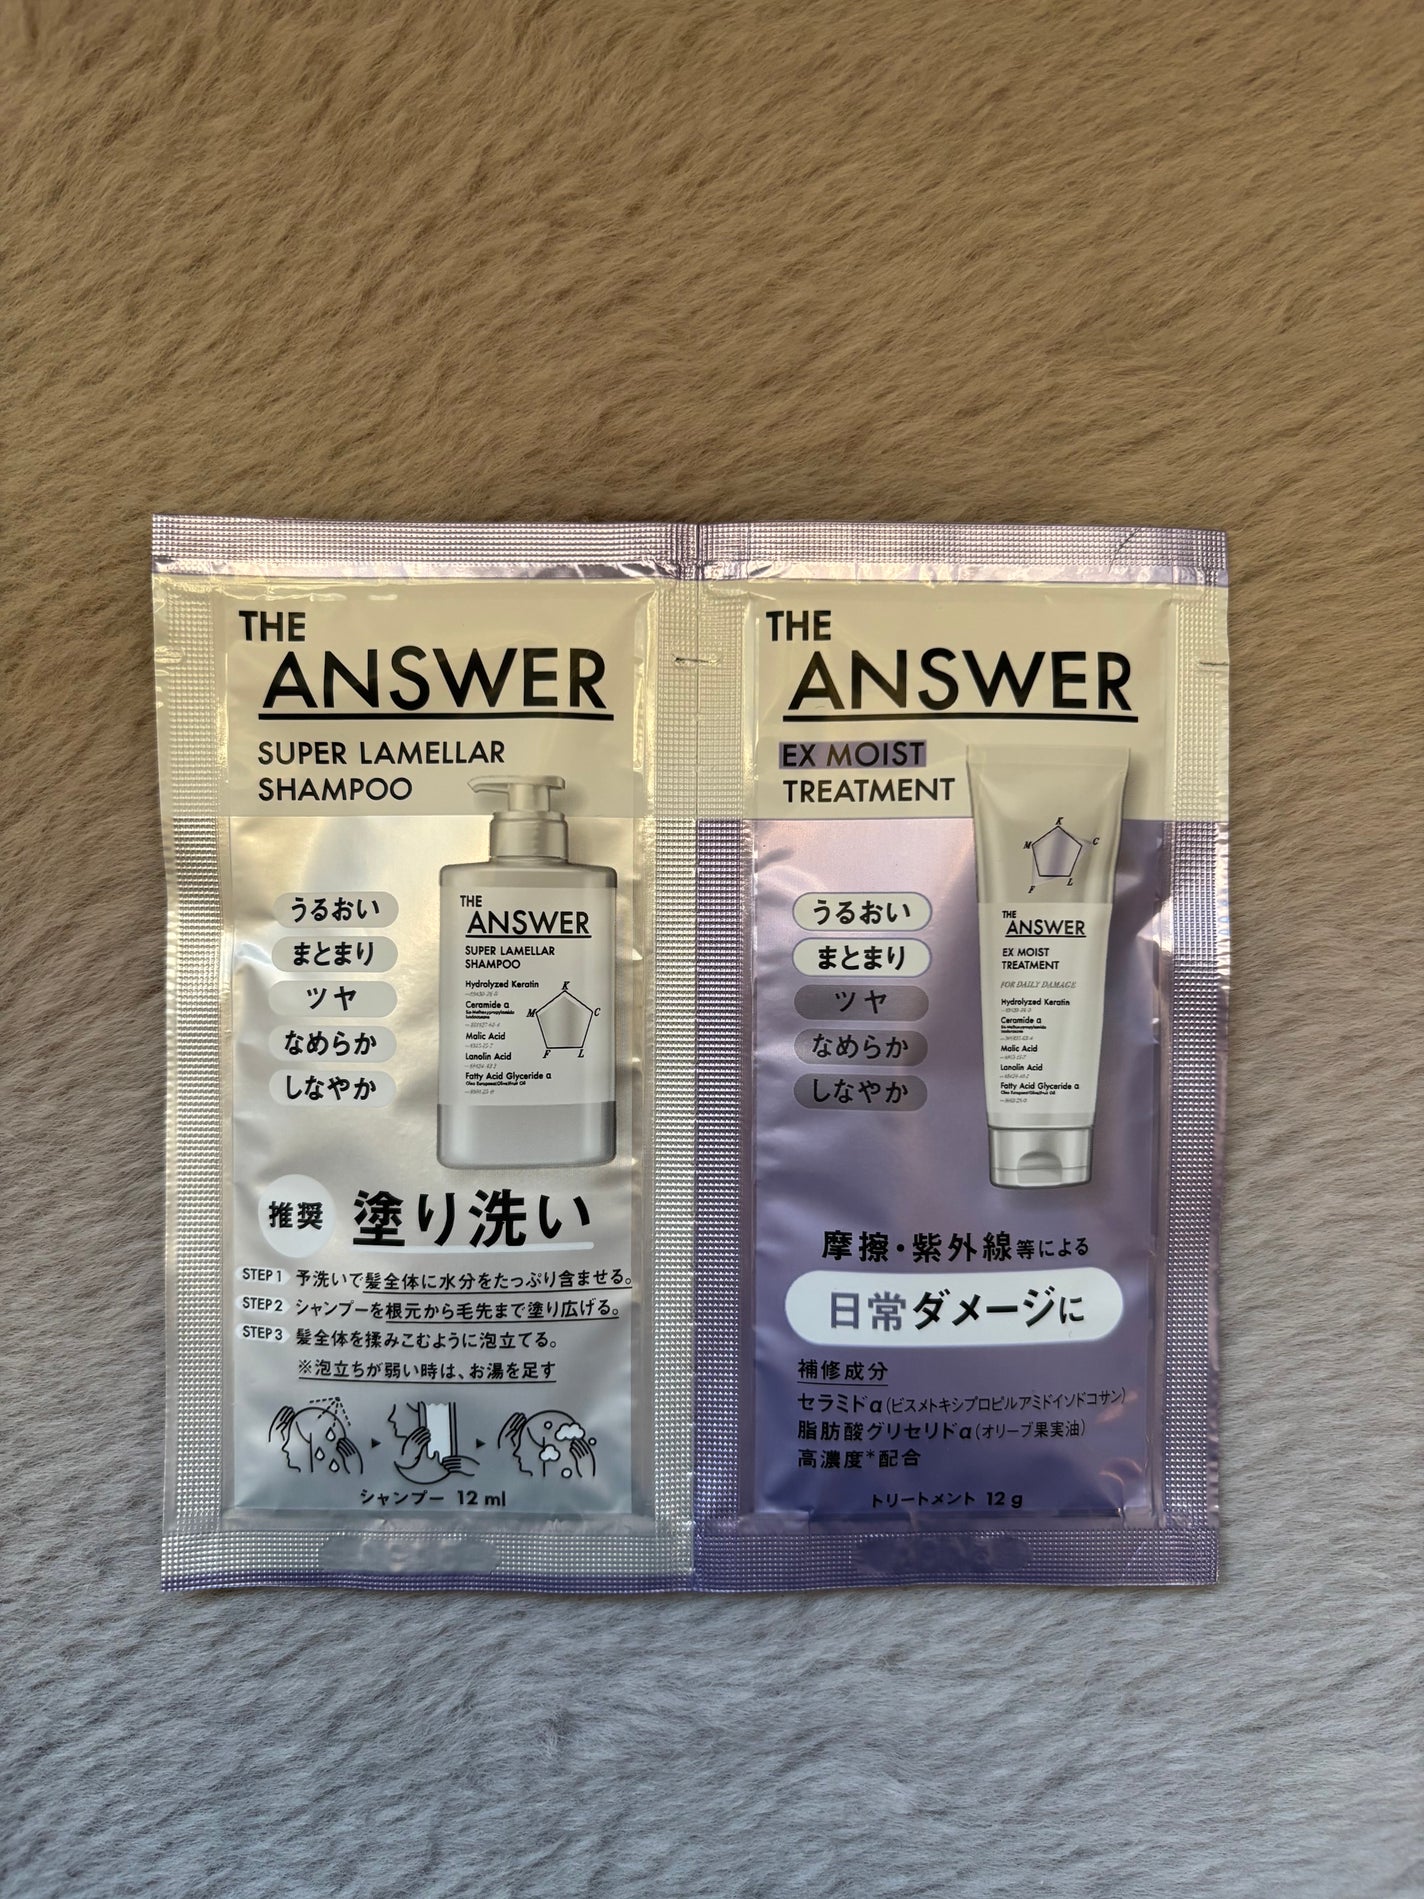 THE
ANSWER
SUPER LAMELLAR
SHAMPOO
うるおい
まとまり
ツヤ
なめらか
しなやか
THE
ANSWER
SUPER LAMELLAR
SHAMPOO
Hydrolyzed Keratin
Ceramide α
Malic Acid
Lanolin Acid
Fatty Acid Glyceride α
K
M C
F L
推奨 塗り洗い
STEP 1 予洗いで髪全体に水分をたっぷり含ませる。
STEP 2 シャンプーを根元から毛先まで塗り広げる。
STEP 3 髪全体を揉みこむように泡立てる。
※泡立ちが弱い時は、お湯を足す
シャンプー 12 ml
THE
ANSWER
EX MOIST
TREATMENT
うるおい
まとまり
ツヤ
なめらか
しなやか
K
M C
F L
THE
ANSWER
EX MOIST
TREATMENT
FOR DAILY DAMAGE
Hydrolyzed Keratin
Ceramide α
Malic Acid
Lanolin Acid
Fatty Acid Glyceride α
摩擦・紫外線等による
日常ダメージに
補修成分
セラミドα(ビスメトキシプロピルアミドイソドコサン)
脂肪酸グリセリドα(オリーブ果実油)
高濃度*配合
トリートメント 12 g